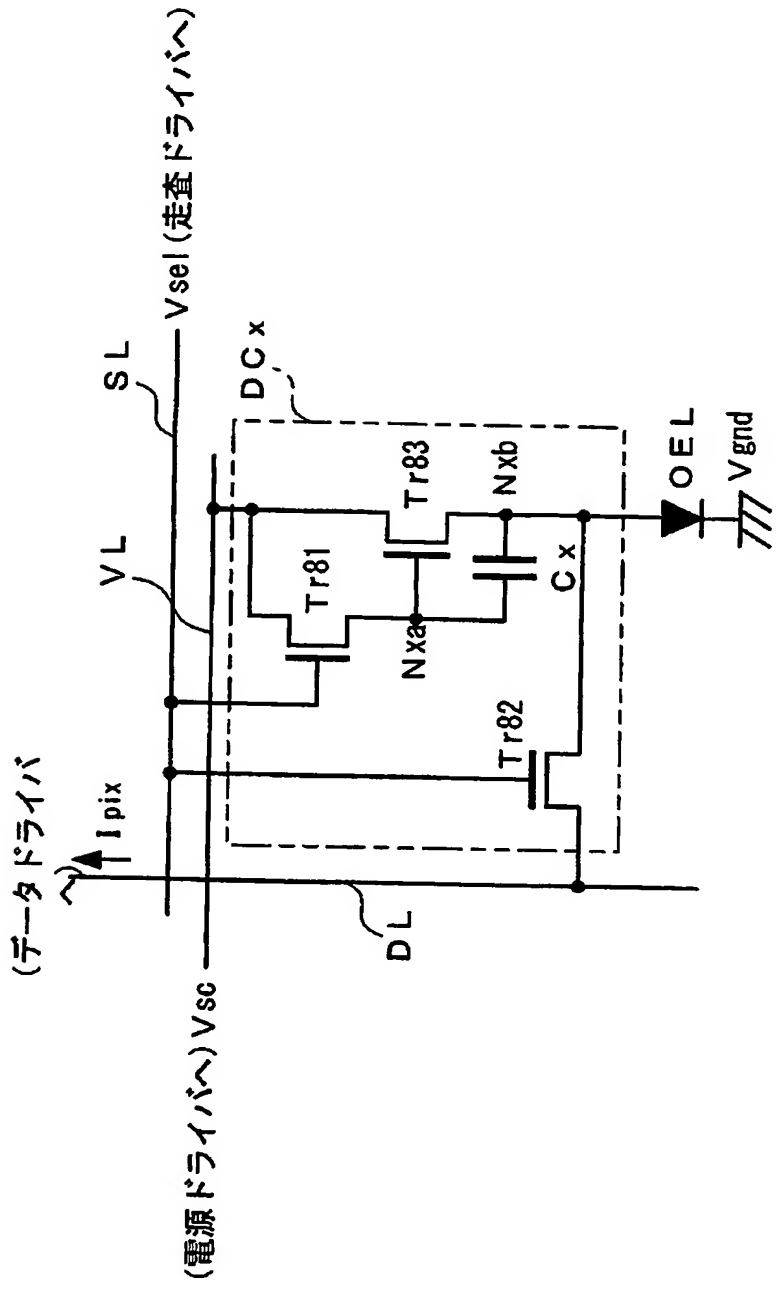 (データドライバ
へ)
Ipix
SL
Vsel(走査ドライバへ)
VL
(電源ドライバへ)Vsc
DCx
Tr81
Tr83
Nxa
Nxb
Cx
Tr82
DL
OEL
Vgnd